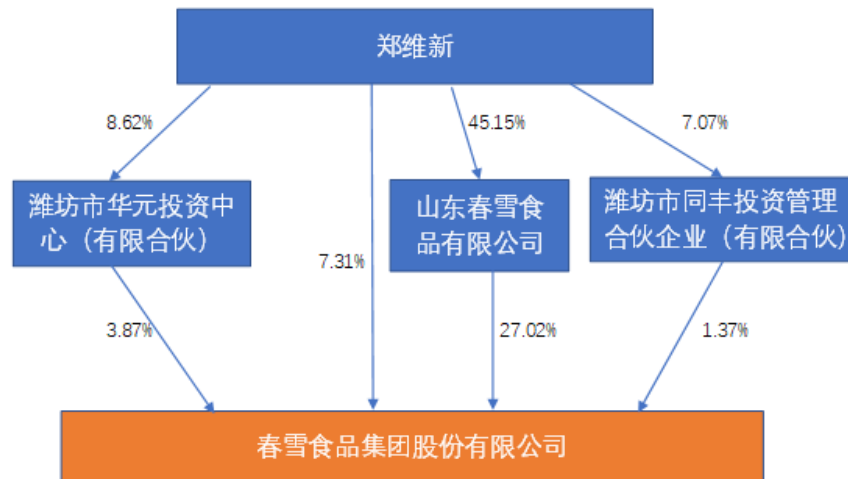 郑维新
8.62%
45.15%
7.07%
潍坊市华元投资中
心（有限合伙）
山东春雪食
品有限公司
潍坊市同丰投资管理
合伙企业（有限合伙）
7.31%
3.87%
27.02%
1.37%
春雪食品集团股份有限公司